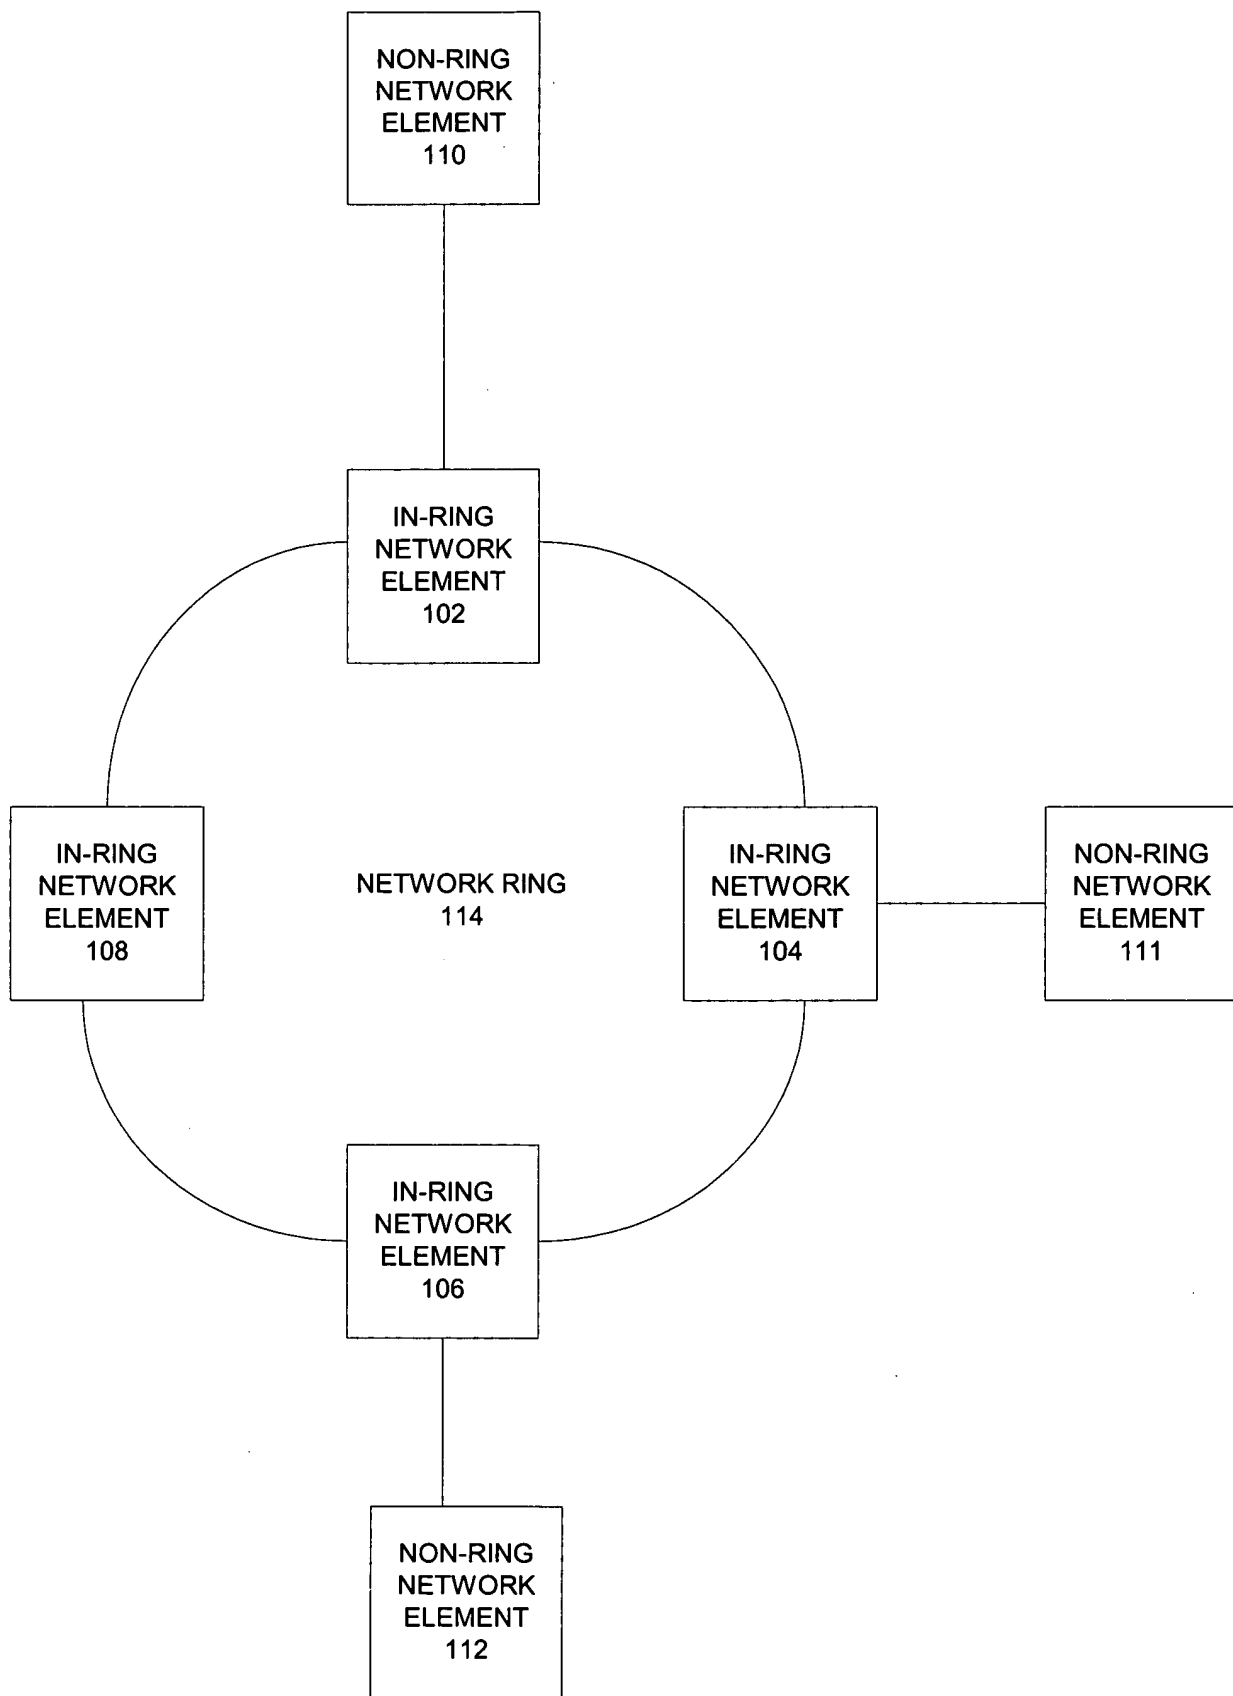 NON-RING
NETWORK
ELEMENT
110
IN-RING
NETWORK
ELEMENT
102
IN-RING
NETWORK
ELEMENT
108
NETWORK RING
114
IN-RING
NETWORK
ELEMENT
104
NON-RING
NETWORK
ELEMENT
111
IN-RING
NETWORK
ELEMENT
106
NON-RING
NETWORK
ELEMENT
112